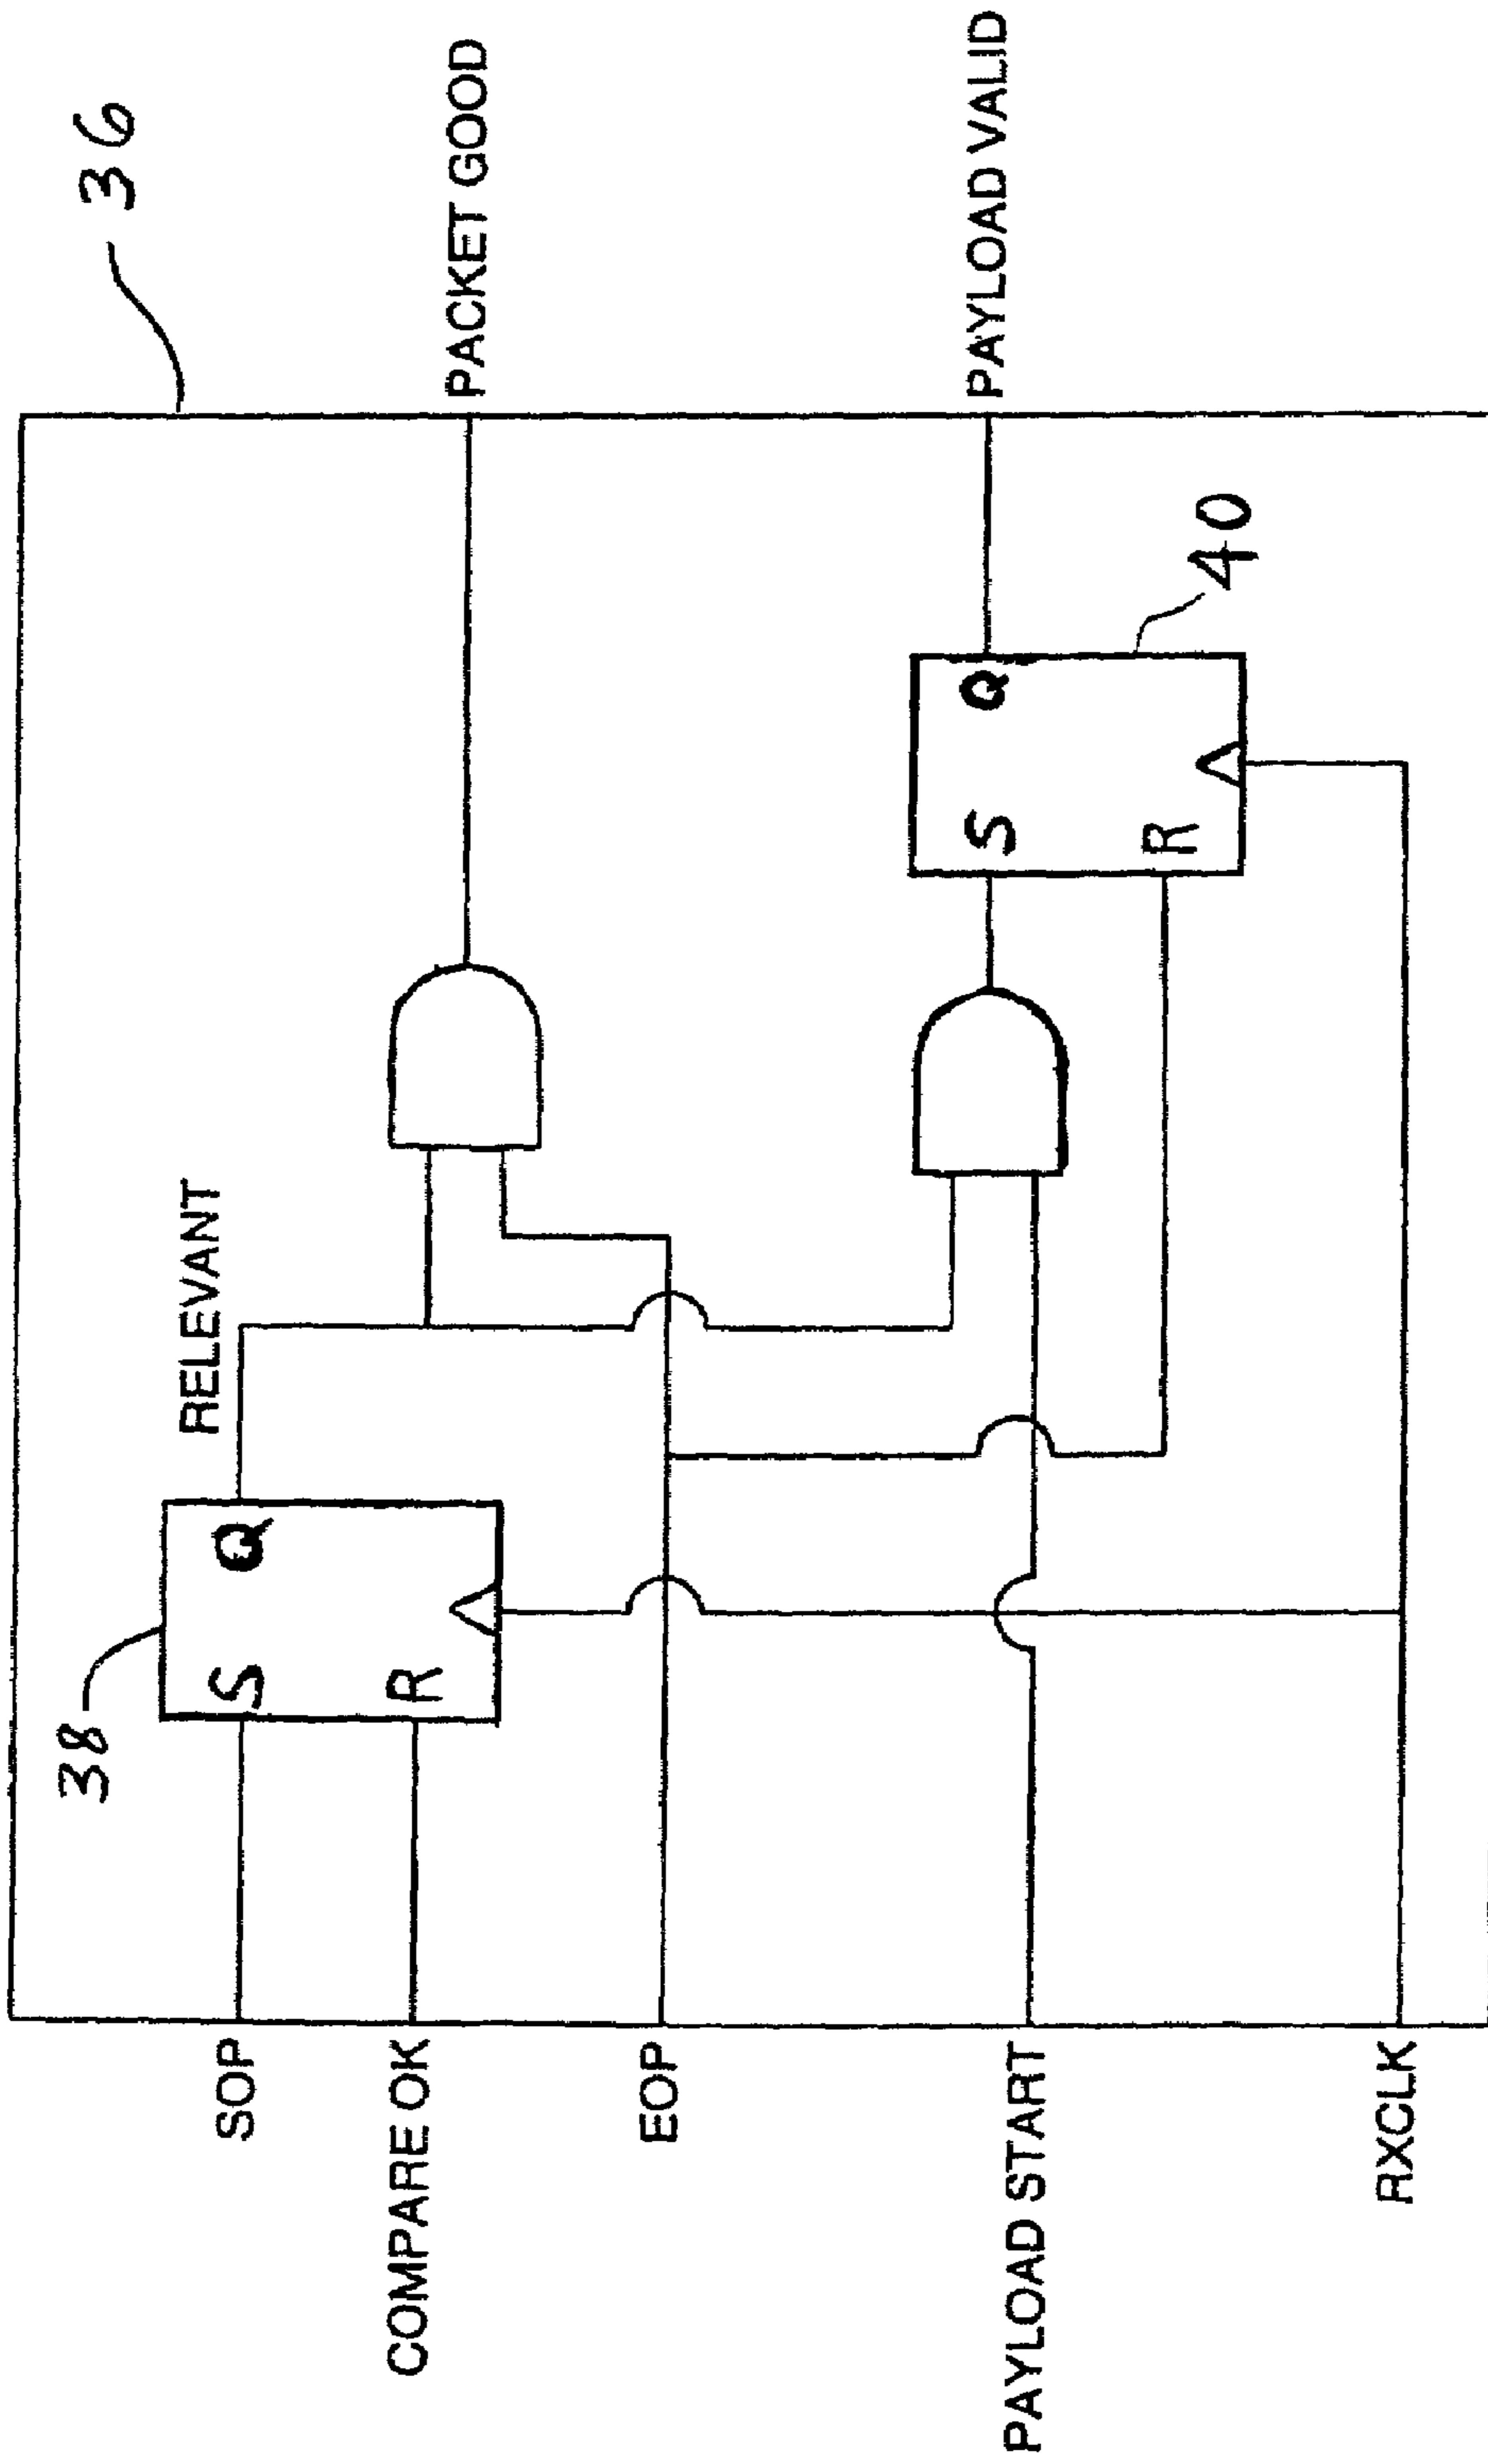 36
38
SOP
S
Q
RELEVANT
COMPARE OK
R
PACKET GOOD
EOP
PAYLOAD START
S
Q
PAYLOAD VALID
R
40
RXCLK